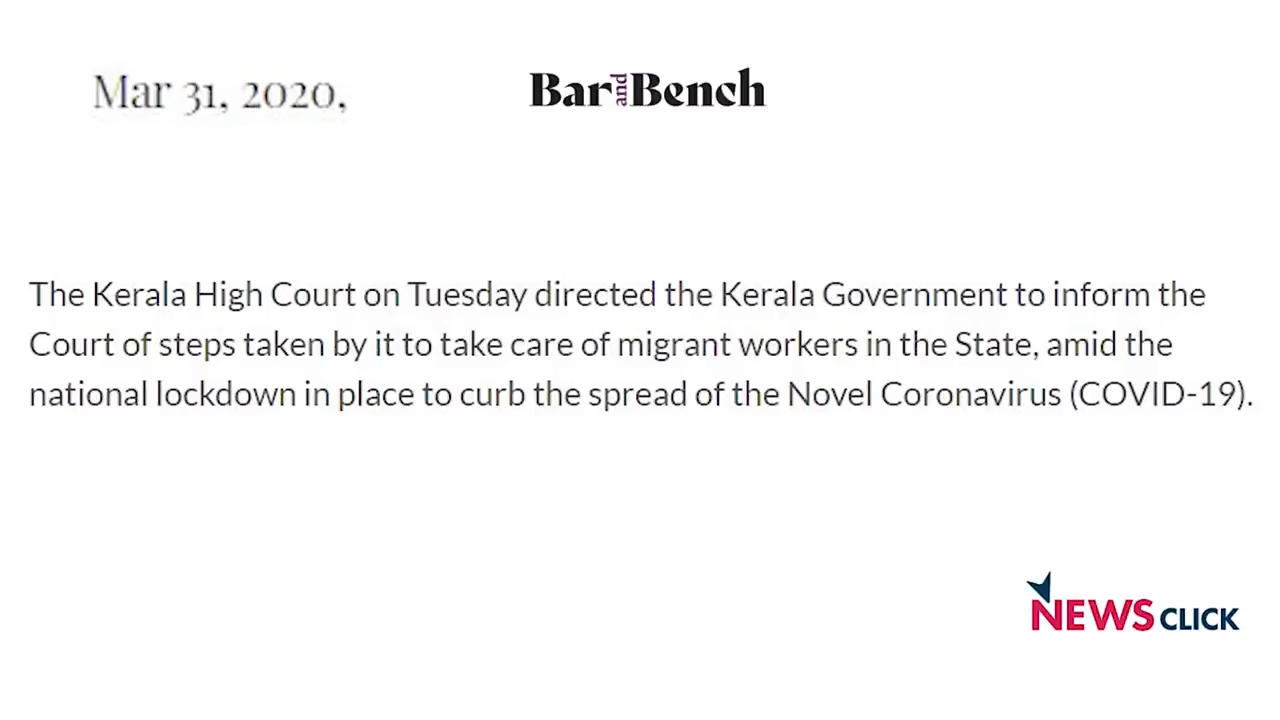 Mar 31, 2020,
Bar and Bench
The Kerala High Court on Tuesday directed the Kerala Government to inform the
Court of steps taken by it to take care of migrant workers in the State, amid the
national lockdown in place to curb the spread of the Novel Coronavirus (COVID-19).
NEWSCLICK